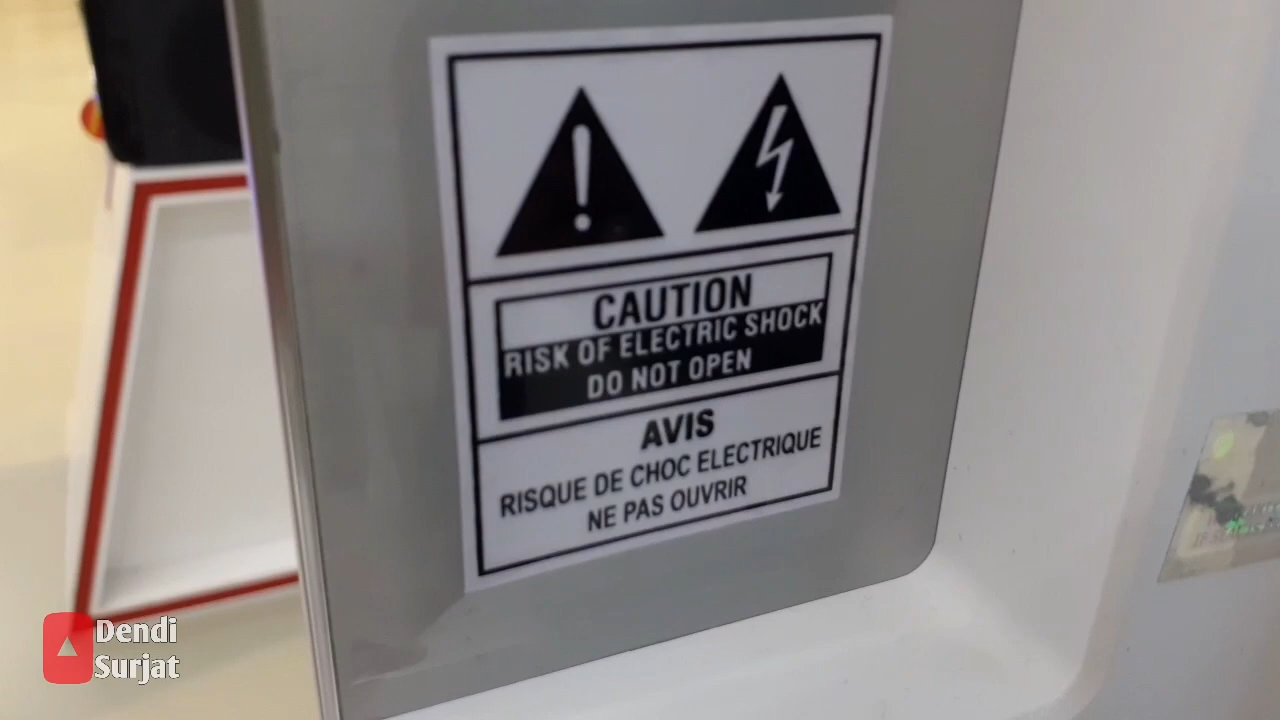 CAUTION
RISK OF ELECTRIC SHOCK
DO NOT OPEN
AVIS
RISQUE DE CHOC ELECTRIQUE
NE PAS OUVRIR
Dendi
Surjat